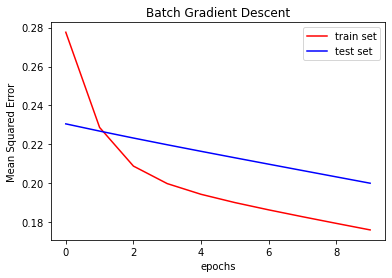 Batch Gradient Descent
train set
test set
0.28
0.26
0.24
0.22
0.20
0.18
Mean Squared Error
0 2 4 6 8
epochs